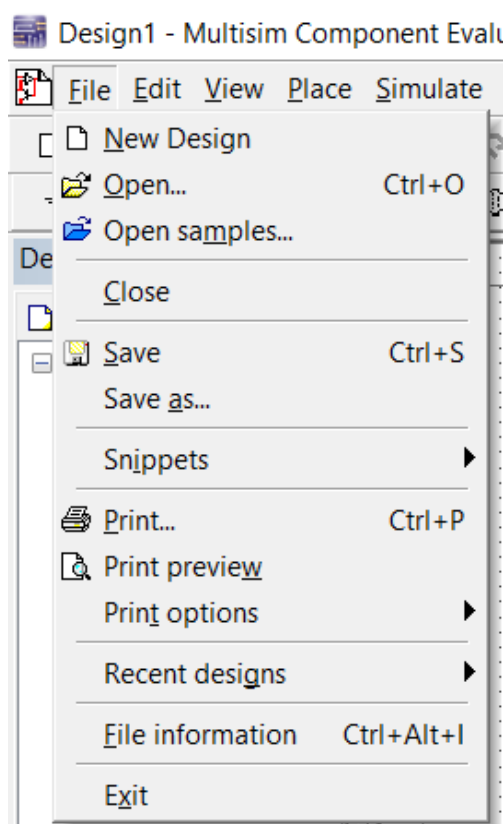 Design1 - Multisim Component Evalu
File Edit View Place Simulate
New Design
Open... Ctrl+O
Open samples...
De
Close
Save Ctrl+S
Save as...
Snippets
Print... Ctrl+P
Print preview
Print options
Recent designs
File information Ctrl+Alt+I
Exit